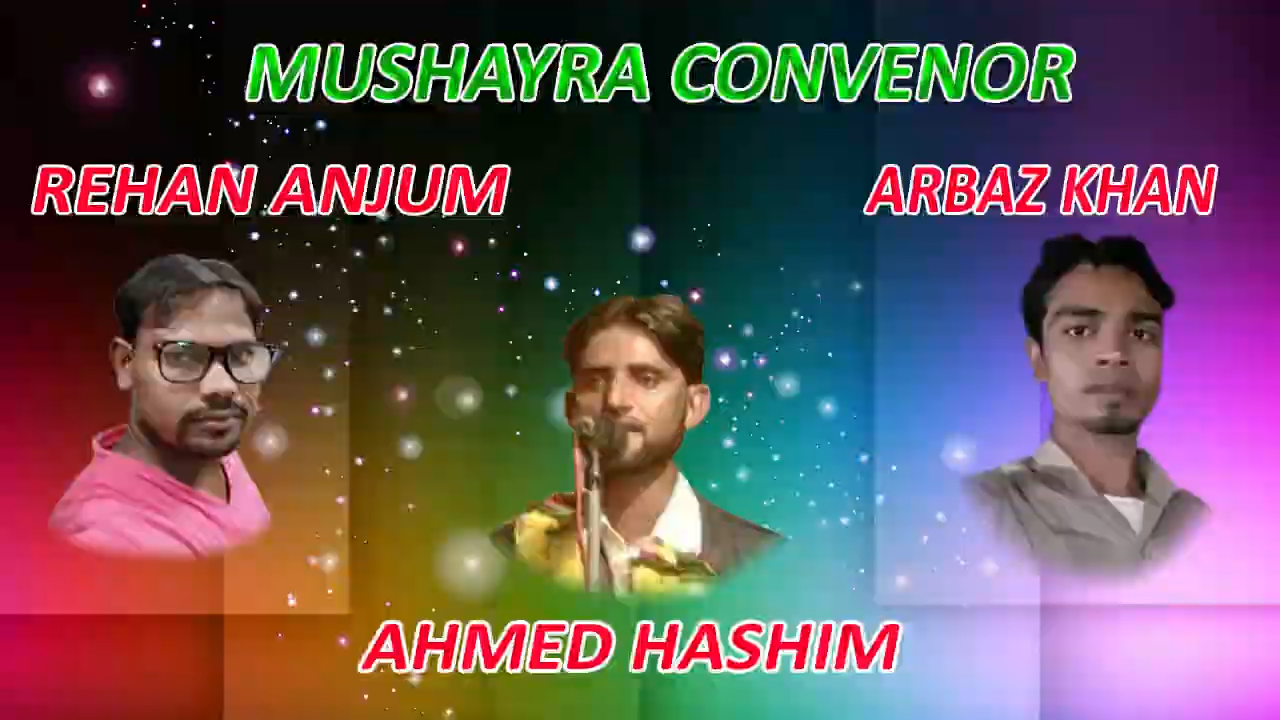 MUSHAYRA CONVENOR
REHAN ANJUM
ARBAZ KHAN
AHMED HASHIM